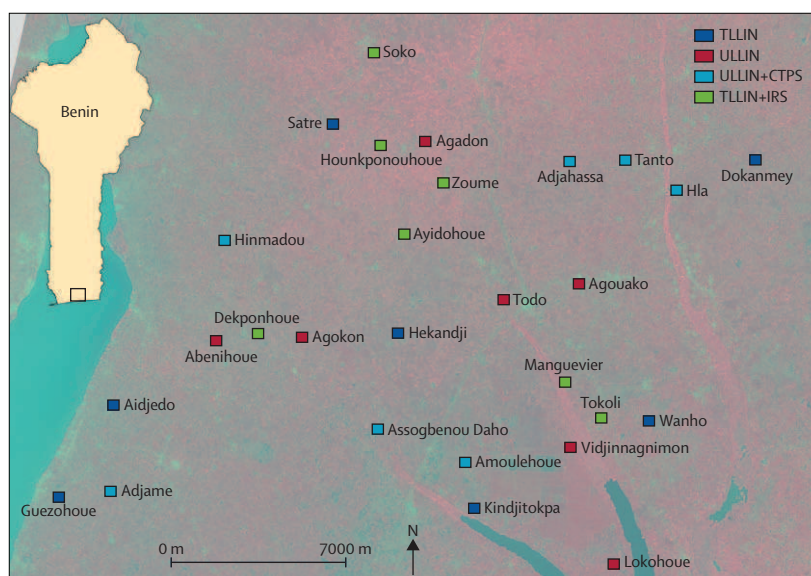 Benin
Soko
TLLIN
ULLIN
ULLIN+CTPS
TLLIN+IRS
Satre
Agadon
Hounkponouhoue
Zoume
Adjahassa
Tanto
Dokanmey
Hla
Hinmadou
Ayidohoue
Agouako
Todo
Dekponhoue
Abenihoue
Agokon
Hekandji
Manguevier
Tokoli
Aidjedo
Wanho
Assogbenou Daho
Vidjinnagnimon
Amoulehoue
Adjame
Guezohoue
Kindjitokpa
N
0 m
7000 m
Lokohoue